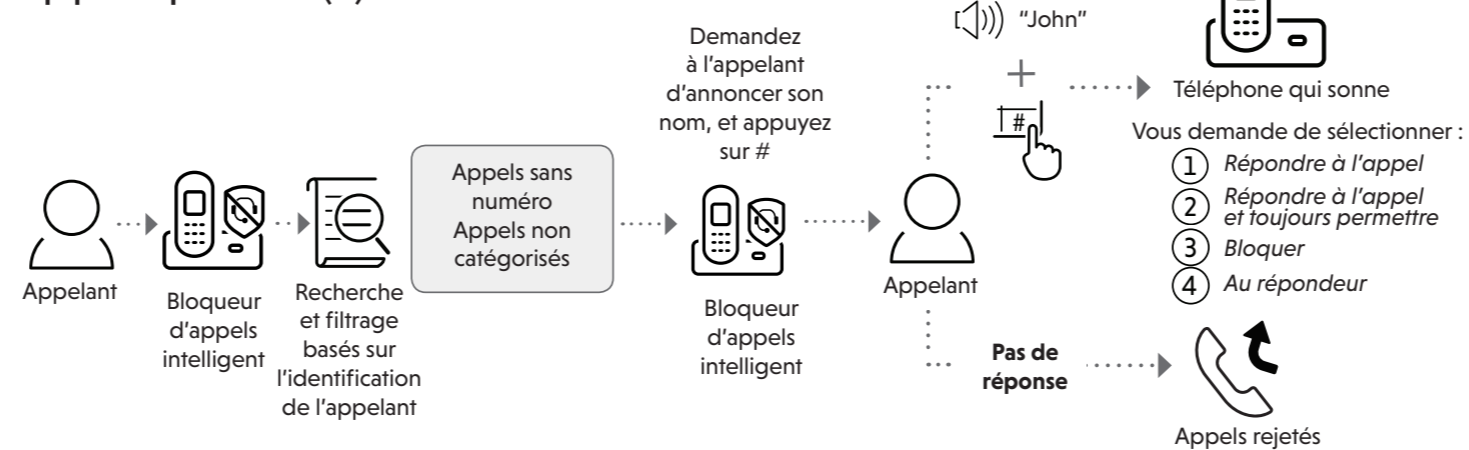 Appelant
Bloqueur
d'appels
intelligent
Recherche
et filtrage
basés sur
l'identification
de l'appelant
Appels sans
numéro
Appels non
catégorisés
Demandez
à l'appelant
d'annoncer son
nom, et appuyez
sur #
Bloqueur
d'appels
intelligent
Appelant
"John"
+
#
Téléphone qui sonne
Vous demande de sélectionner :
1 Répondre à l'appel
2 Répondre à l'appel
et toujours permettre
3 Bloquer
4 Au répondeur
Pas de
réponse
Appels rejetés